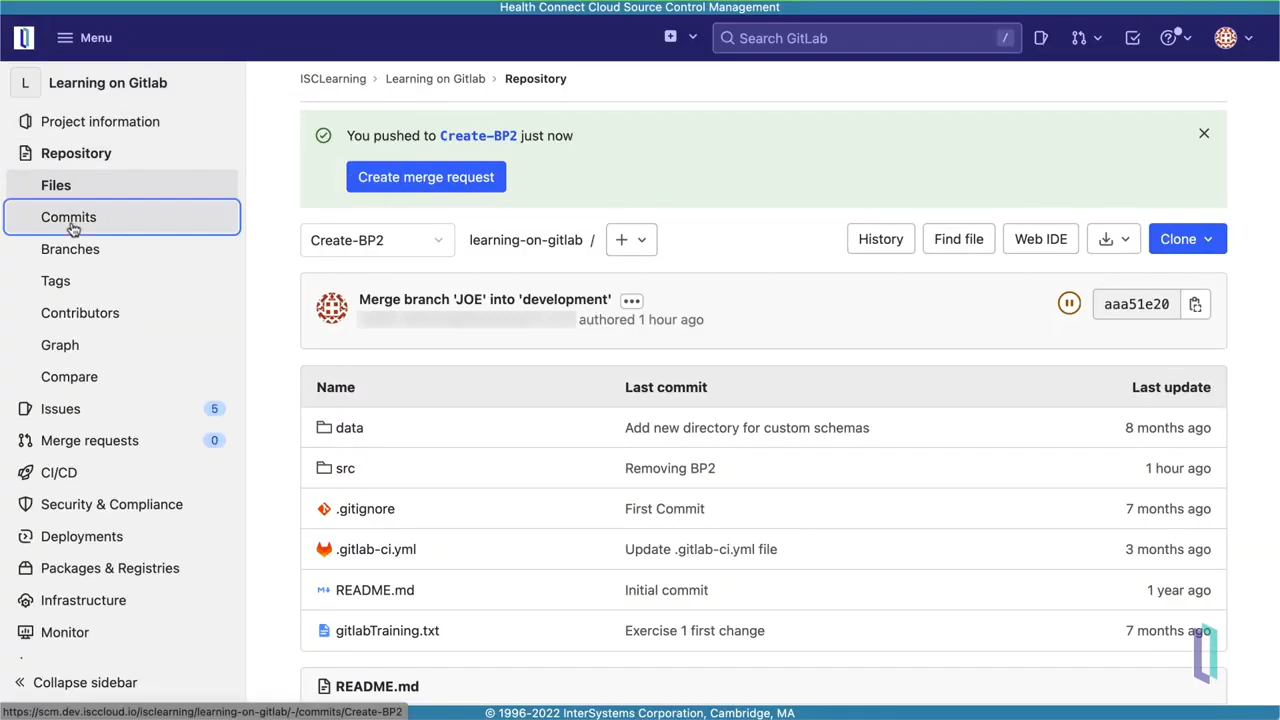 Health Connect Cloud Source Control Management
Menu
Search GitLab
/
L
Learning on Gitlab
Project information
Repository
Files
Commits
Branches
Tags
Contributors
Graph
Compare
Issues
5
Merge requests
0
CI/CD
Security & Compliance
Deployments
Packages & Registries
Infrastructure
Monitor
Collapse sidebar
ISCLearning > Learning on Gitlab > Repository
You pushed to Create-BP2 just now
Create merge request
Create-BP2
learning-on-gitlab /
History
Find file
Web IDE
Clone
Merge branch 'JOE' into 'development'
authored 1 hour ago
aaa51e20
Name Last commit Last update
data Add new directory for custom schemas 8 months ago
src Removing BP2 1 hour ago
.gitignore First Commit 7 months ago
.gitlab-ci.yml Update .gitlab-ci.yml file 3 months ago
README.md Initial commit 1 year ago
gitlabTraining.txt Exercise 1 first change 7 months ago
README.md
https://scm.dev.isccloud.io/isclearning/learning-on-gitlab/-/commits/Create-BP2
© 1996-2022 InterSystems Corporation, Cambridge, MA